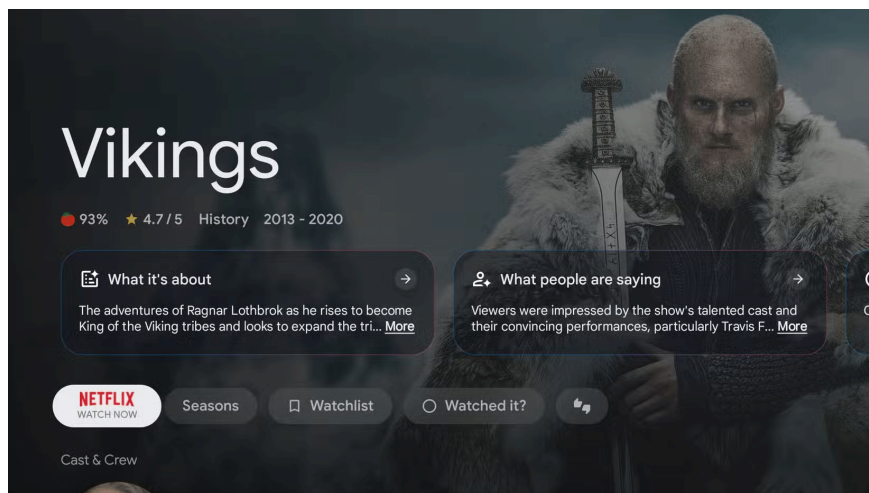 Vikings
93% 4.7 / 5 History 2013 - 2020
What it's about
The adventures of Ragnar Lothbrok as he rises to become
King of the Viking tribes and looks to expand the tri... More
What people are saying
Viewers were impressed by the show's talented cast and
their convincing performances, particularly Travis F... More
NETFLIX
WATCH NOW
Seasons
Watchlist
Watched it?
Cast & Crew